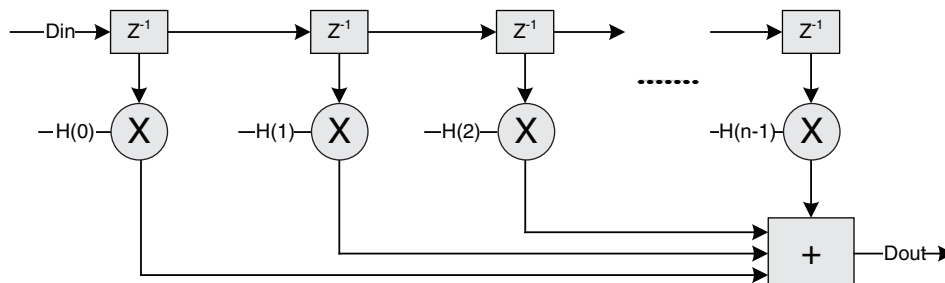 Din Z⁻¹ Z⁻¹ Z⁻¹ Z⁻¹
.......
H(0) X H(1) X H(2) X H(n-1) X
+ Dout